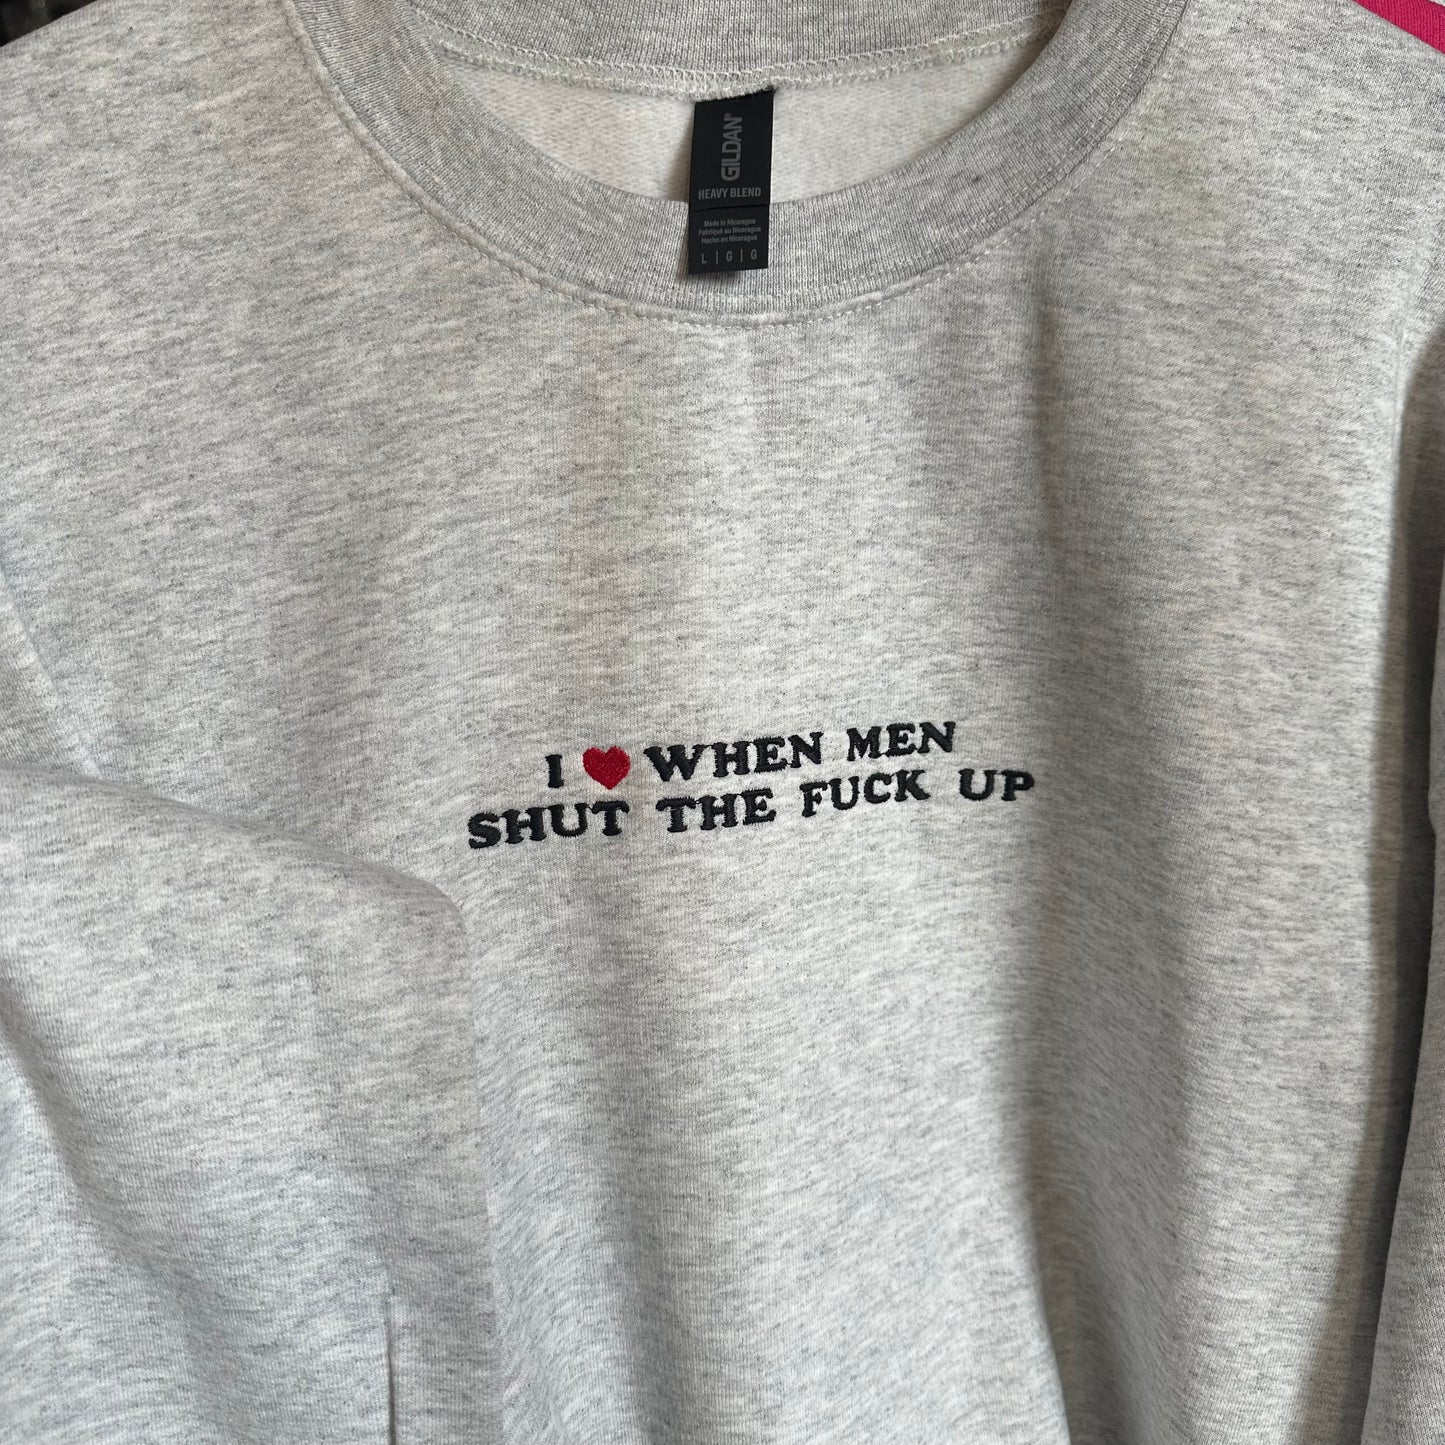 GILDAN®
HEAVY BLEND
Made in Nicaragua
Fabriqué au Nicaragua
Hecho en Nicaragua
L | G | G
I ❤ WHEN MEN
SHUT THE FUCK UP